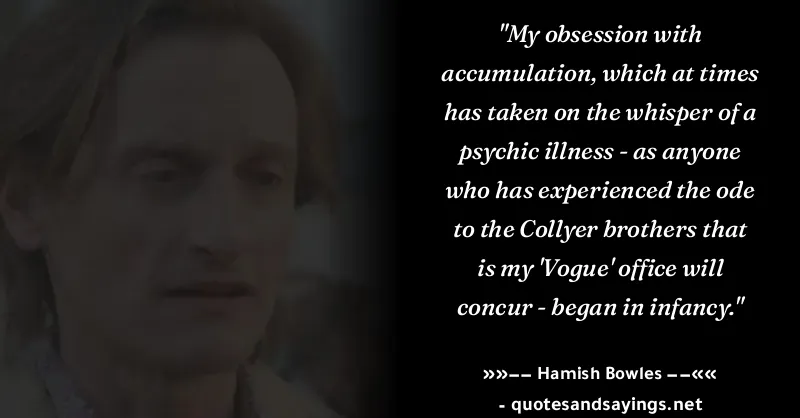 "My obsession with
accumulation, which at times
has taken on the whisper of a
psychic illness - as anyone
who has experienced the ode
to the Collyer brothers that
is my 'Vogue' office will
concur - began in infancy."
»»−− Hamish Bowles −−««
- quotesandsayings.net